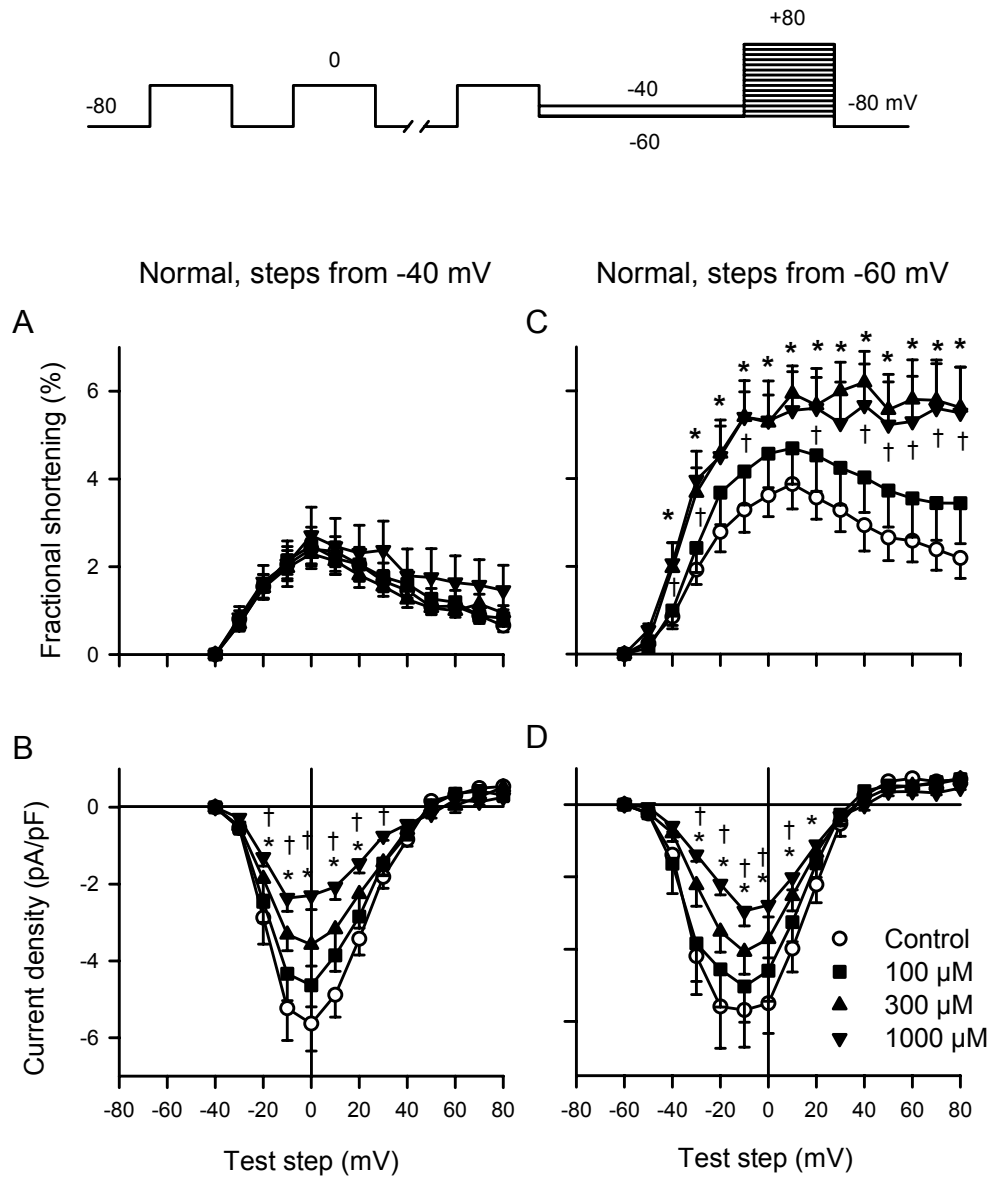 +80
0
-80
-40
-80 mV
-60
Normal, steps from -40 mV
Normal, steps from -60 mV
A
Fractional shortening (%)
6
4
2
0
C
* * * * * * * * * * * * *
† † † † † † † †
B
Current density (pA/pF)
0
-2
-4
-6
† † † † † †
* * * * *
-80 -60 -40 -20 0 20 40 60 80
Test step (mV)
D
† † † † †
* * * * * *
Control
100 µM
300 µM
1000 µM
-80 -60 -40 -20 0 20 40 60 80
Test step (mV)